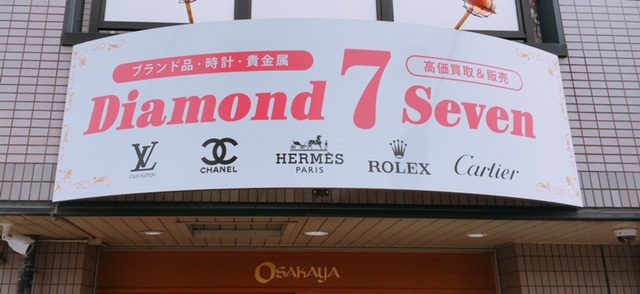 ブランド品・時計・貴金属
高価買取＆販売
Diamond 7 Seven
LV
LOUIS VUITTON
CHANEL
HERMÈS
PARIS
ROLEX
Cartier
OSAKAYA